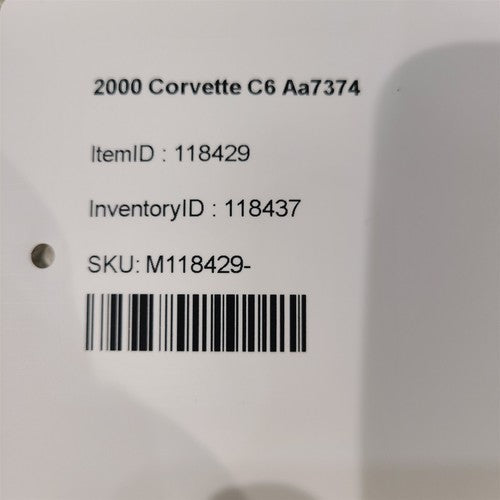 2000 Corvette C6 Aa7374
ItemID : 118429
InventoryID : 118437
SKU: M118429-